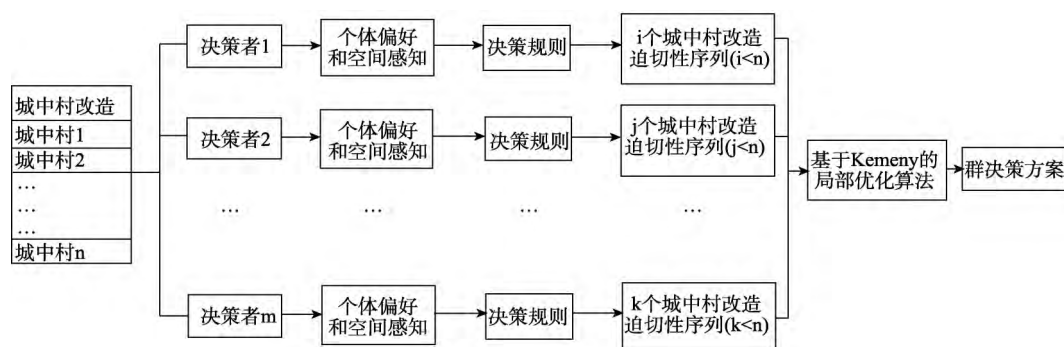 城中村改造
城中村1
城中村2
…
…
…
城中村n
决策者1
个体偏好
和空间感知
决策规则
i个城中村改造
迫切性序列(i<n)
决策者2
个体偏好
和空间感知
决策规则
j个城中村改造
迫切性序列(j<n)
…
…
…
…
决策者m
个体偏好
和空间感知
决策规则
k个城中村改造
迫切性序列(k<n)
基于Kemeny的
局部优化算法
群决策方案